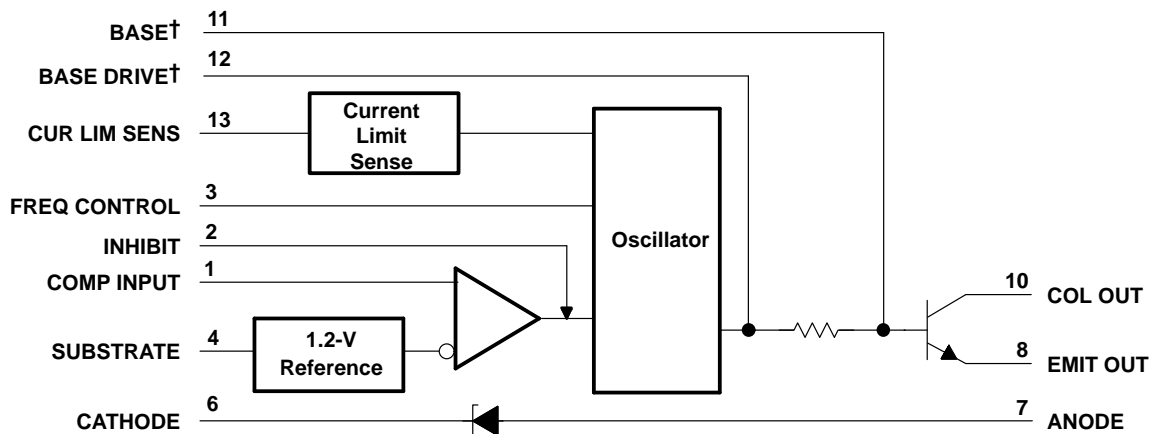 BASE† 11
BASE DRIVE† 12
CUR LIM SENS 13
Current
Limit
Sense
FREQ CONTROL 3
INHIBIT 2
Oscillator
COMP INPUT 1
10 COL OUT
SUBSTRATE 4
1.2-V
Reference
8 EMIT OUT
CATHODE 6
7 ANODE